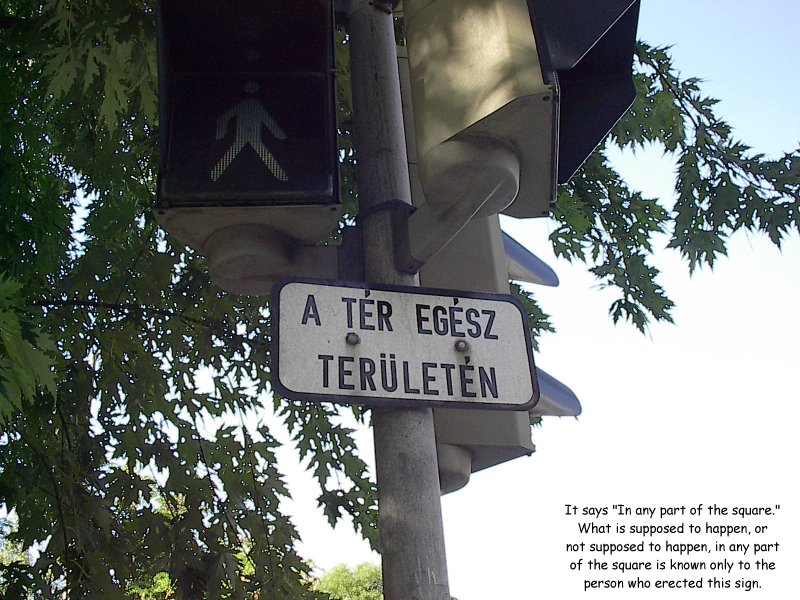 A TÉR EGÉSZ
TERÜLETÉN
It says "In any part of the square."
What is supposed to happen, or
not supposed to happen, in any part
of the square is known only to the
person who erected this sign.